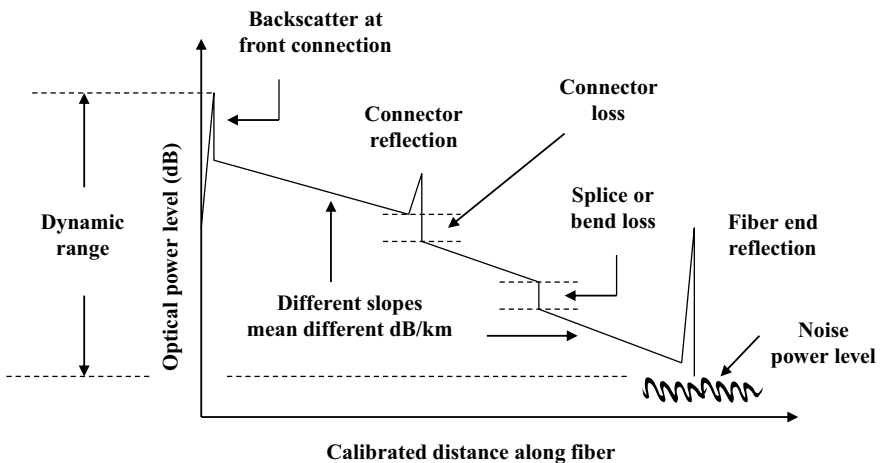 Backscatter at
front connection
Connector
reflection
Connector
loss
Splice or
bend loss
Fiber end
reflection
Optical power level (dB)
Dynamic
range
Different slopes
mean different dB/km
Noise
power level
Calibrated distance along fiber